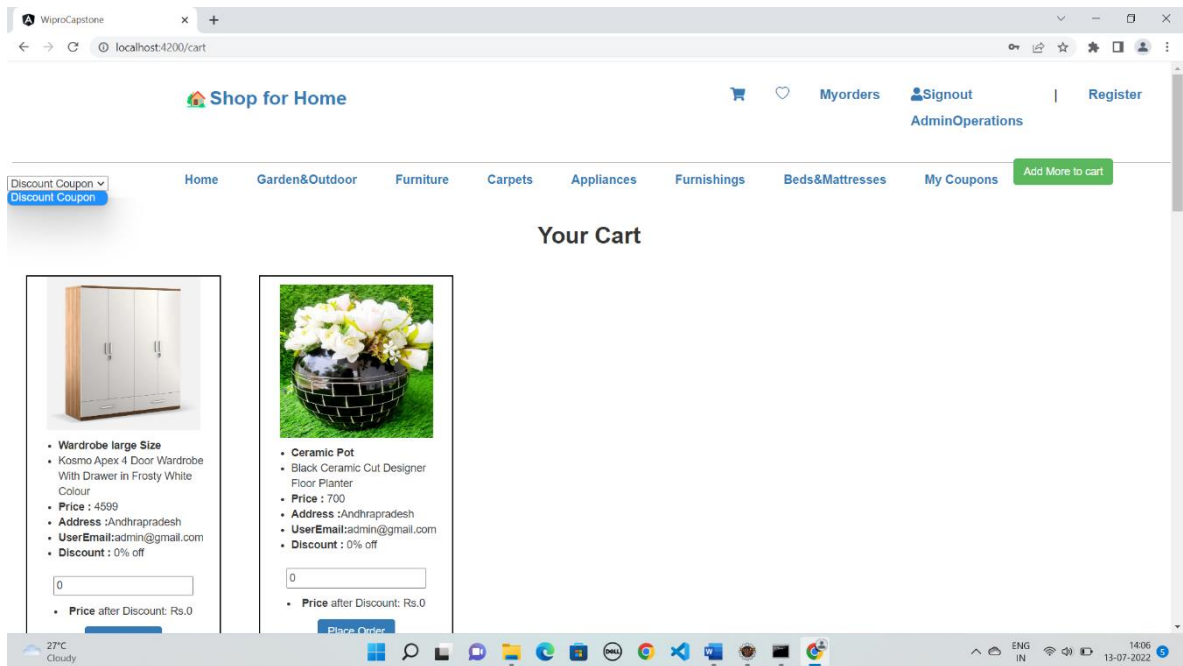 WiproCapstone
localhost:4200/cart
Shop for Home
Myorders
Signout
|
Register
AdminOperations
Discount Coupon
Discount Coupon
Home
Garden&Outdoor
Furniture
Carpets
Appliances
Furnishings
Beds&Mattresses
My Coupons
Add More to cart
Your Cart
Wardrobe large Size
Kosmo Apex 4 Door Wardrobe
With Drawer in Frosty White
Colour
Price : 4599
Address :Andhrapradesh
UserEmail:admin@gmail.com
Discount : 0% off
0
Price after Discount: Rs.0
Ceramic Pot
Black Ceramic Cut Designer
Floor Planter
Price : 700
Address :Andhrapradesh
UserEmail:admin@gmail.com
Discount : 0% off
0
Price after Discount: Rs.0
Place Order
27°C
Cloudy
DELL
ENG
IN
14:06
13-07-2022
5